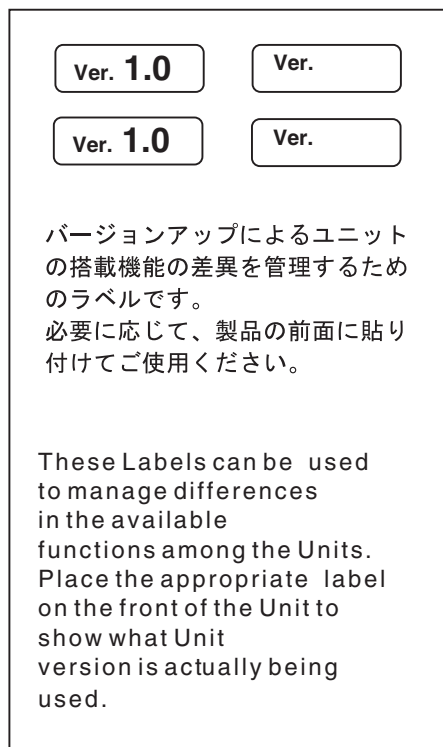 Ver. 1.0 Ver.
Ver. 1.0 Ver.
バージョンアップによるユニット
の搭載機能の差異を管理するため
のラベルです。
必要に応じて、製品の前面に貼り
付けてご使用ください。
These Labels can be used
to manage differences
in the available
functions among the Units.
Place the appropriate label
on the front of the Unit to
show what Unit
version is actually being
used.